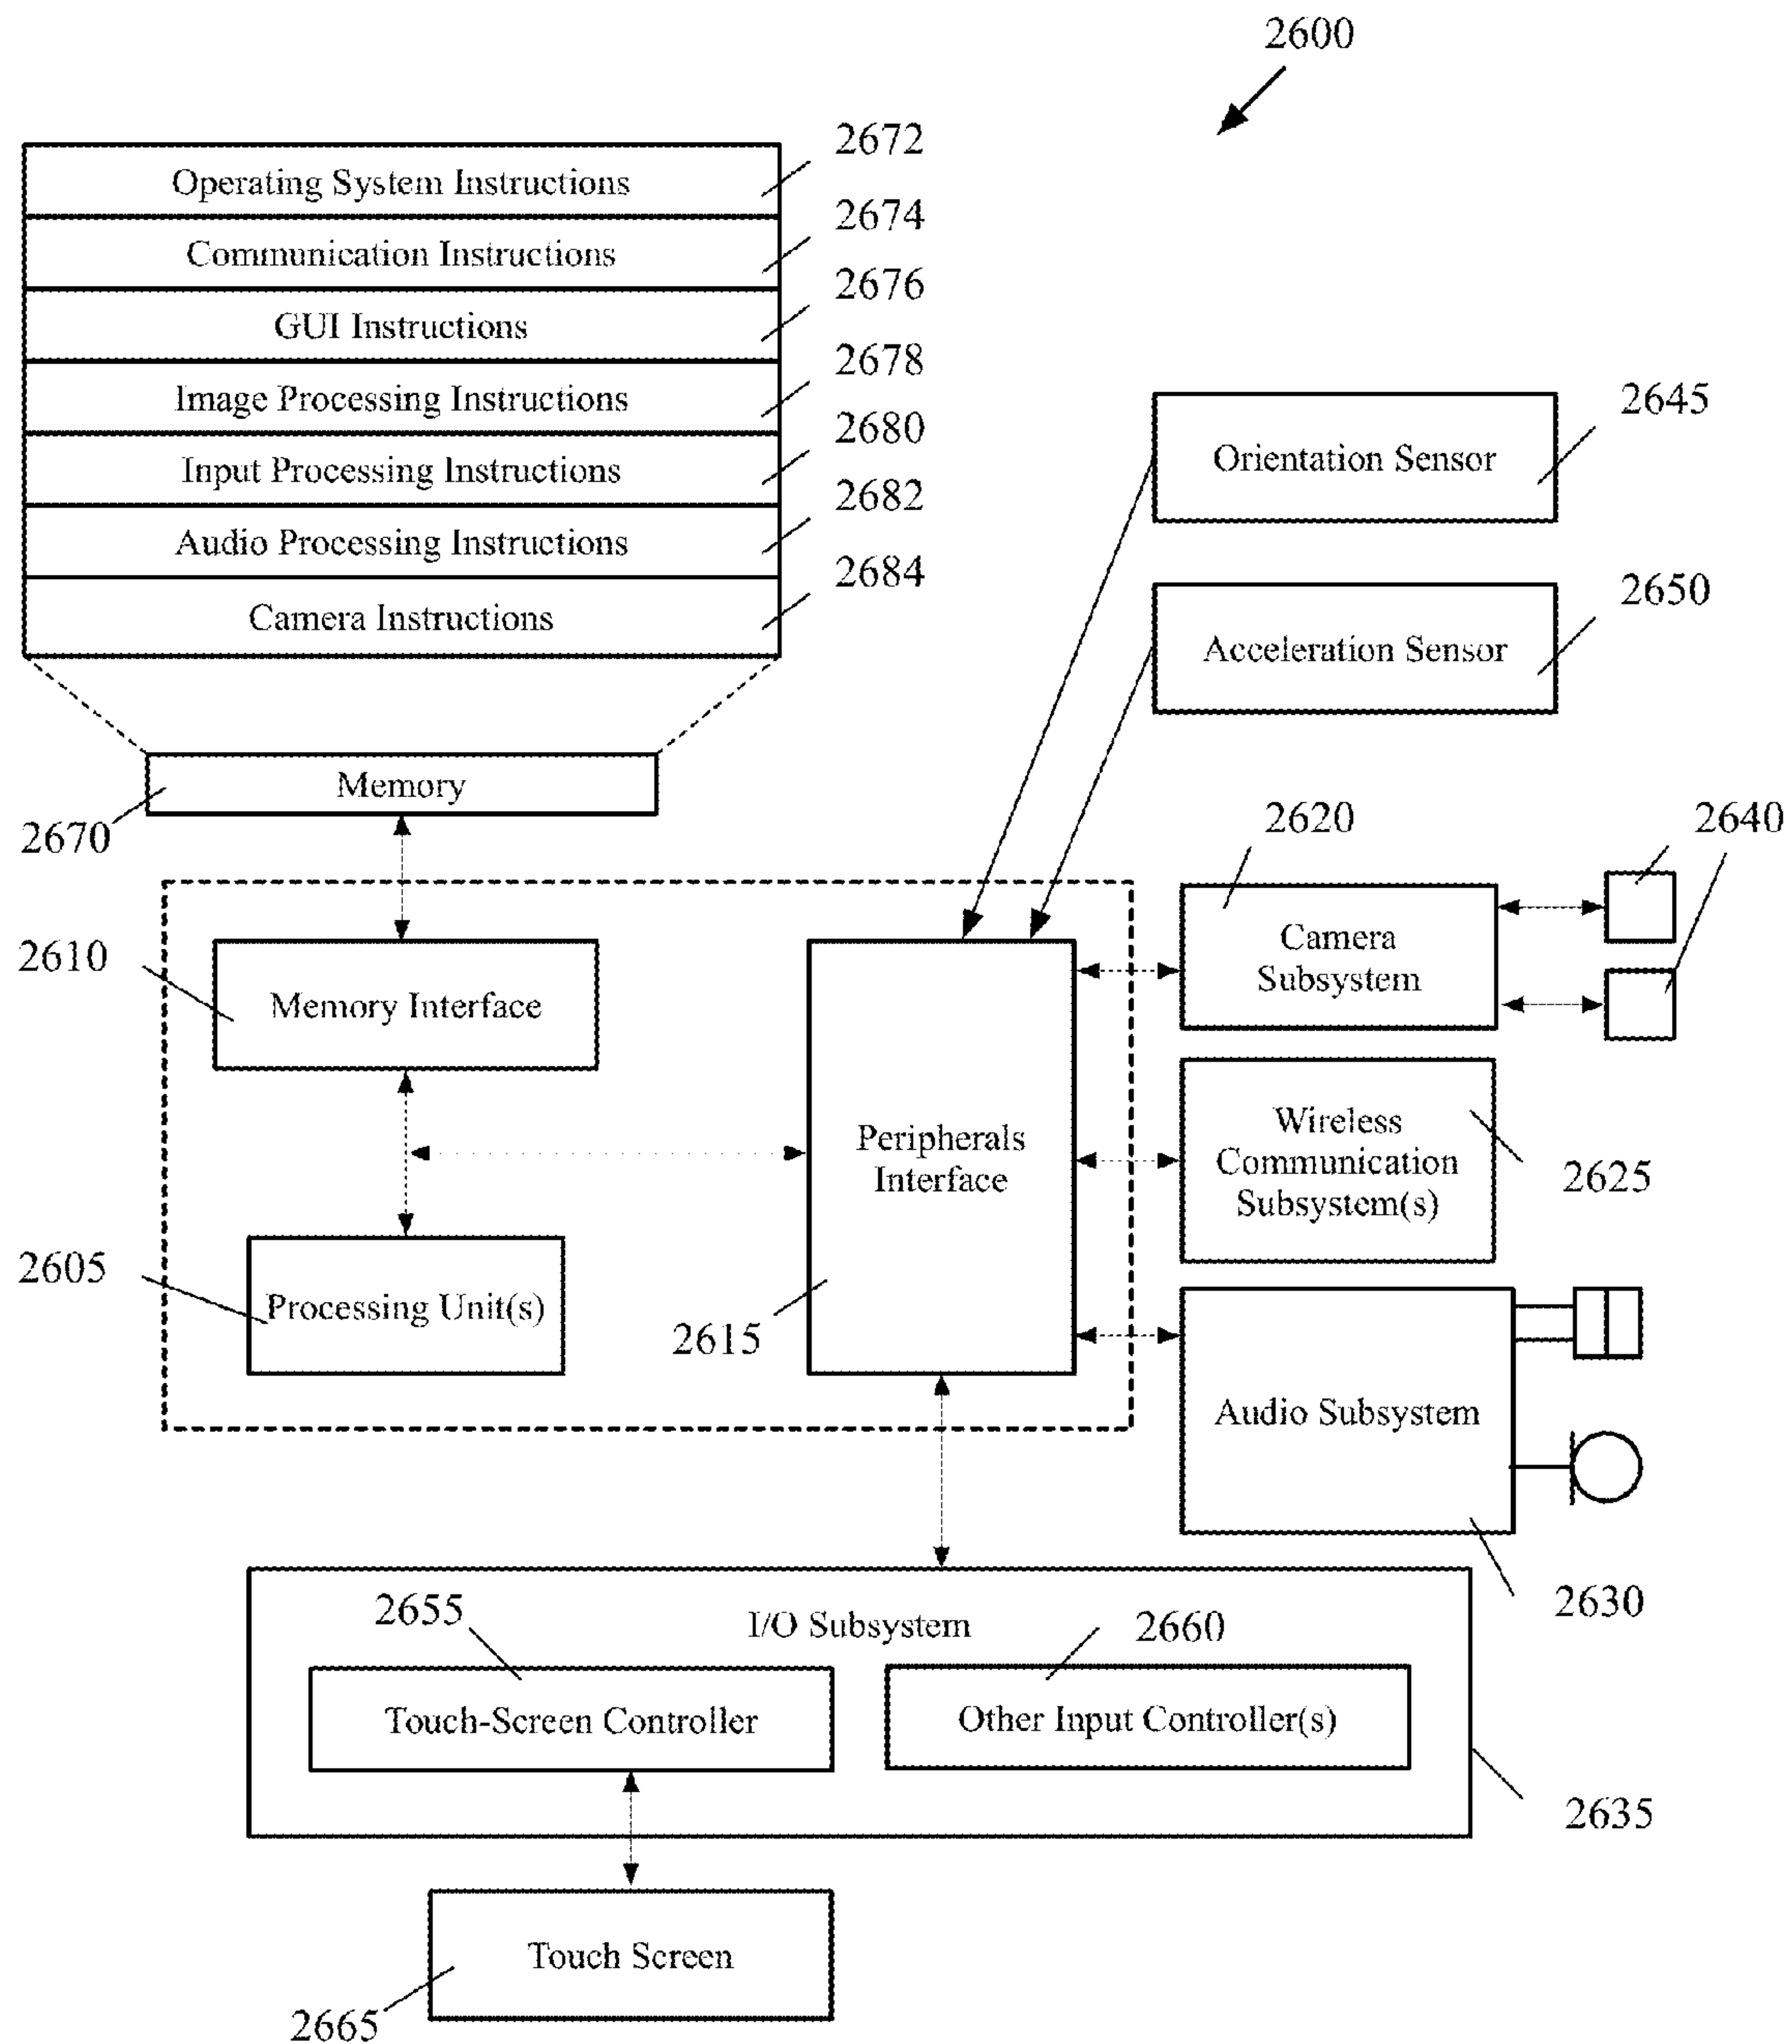 2600
2672
Operating System Instructions
2674
Communication Instructions
2676
GUI Instructions
2678
Image Processing Instructions
2680
Input Processing Instructions
2682
Audio Processing Instructions
2684
Camera Instructions
2645
Orientation Sensor
2650
Acceleration Sensor
Memory
2670
2620
2640
2610
Memory Interface
Camera
Subsystem
Peripherals
Interface
Wireless
Communication
Subsystem(s)
2625
2605
Processing Unit(s)
2615
Audio Subsystem
2630
2655
I/O Subsystem
2660
Touch-Screen Controller
Other Input Controller(s)
2635
Touch Screen
2665